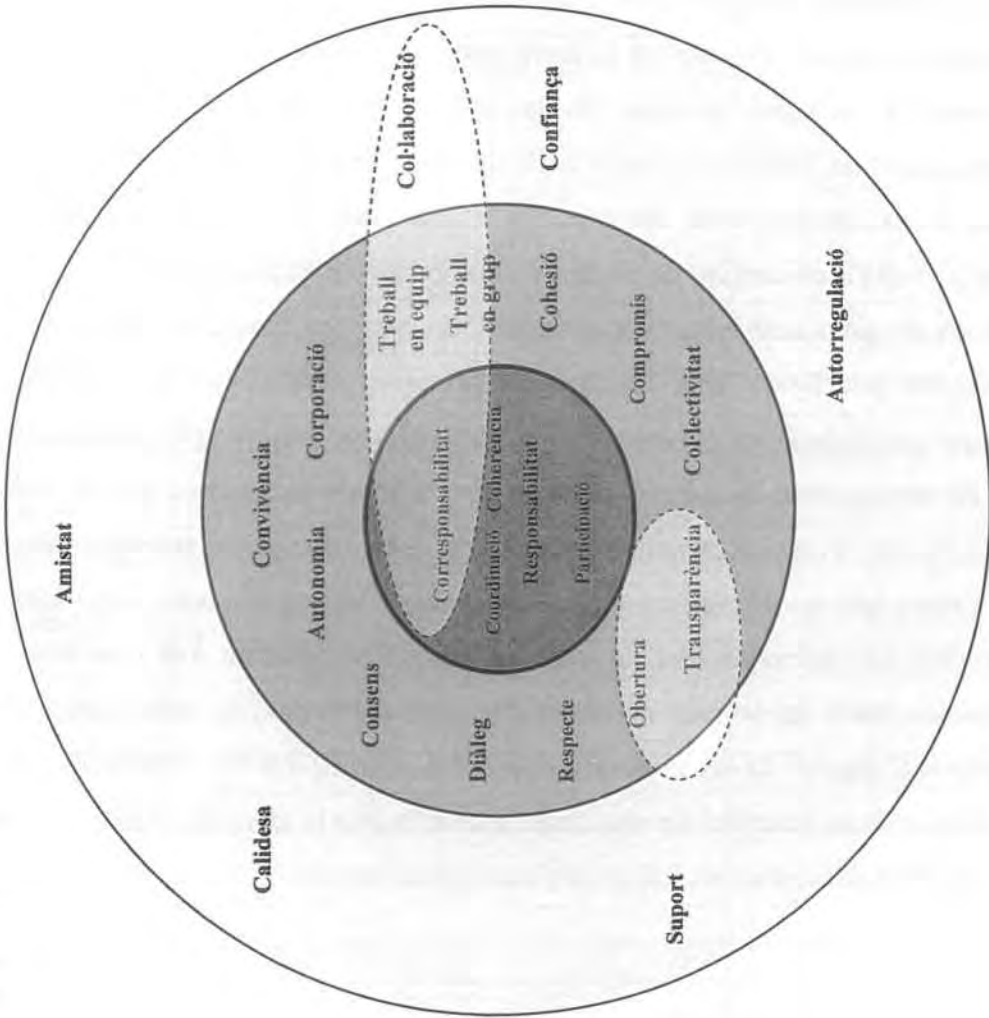 Amistat
Calidesa
Convivència
Autonomia
Corporació
Consens
Treball
en equip
Col·laboració
Corresponsabilitat
Treball
en grup
Diàleg
Coordinació
Coherència
Responsabilitat
Cohesió
Confiança
Respecte
Participació
Obertura
Compromis
Suport
Transparència
Col·lectivitat
Autorregulació